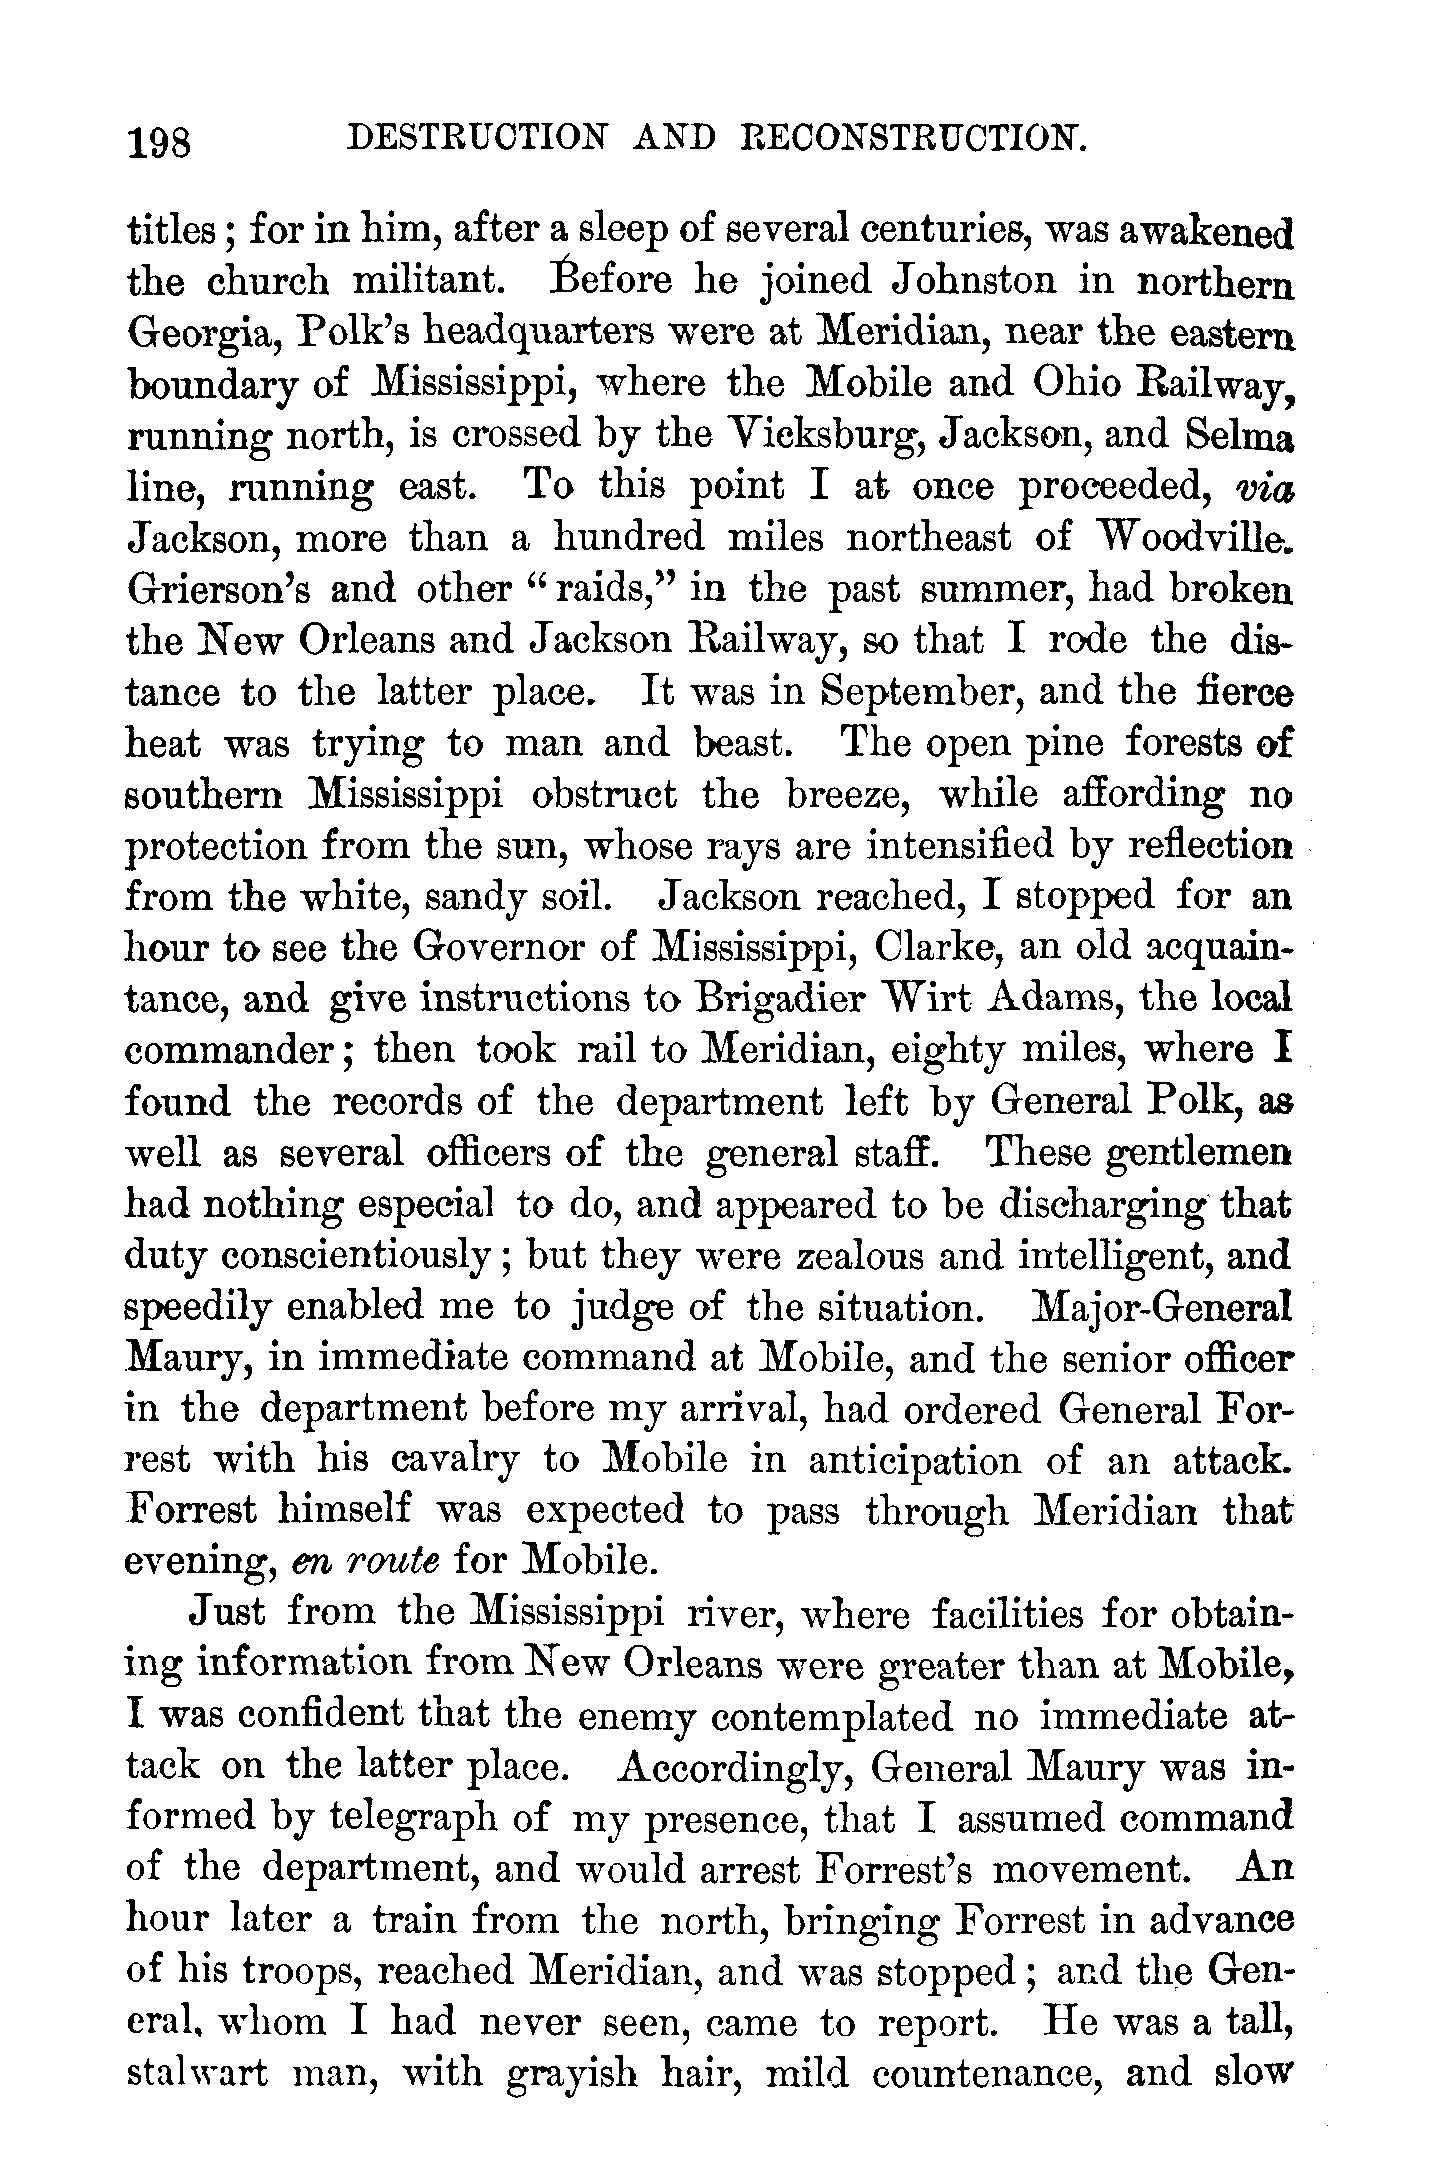 198 DESTRUCTION AND RECONSTRUCTION.
titles; for in him, after a sleep of several centuries, was awakened
the church militant. Before he joined Johnston in northern
Georgia, Polk's headquarters were at Meridian, near the eastern
boundary of Mississippi, where the Mobile and Ohio Railway,
running north, is crossed by the Vicksburg, Jackson, and Selma
line, running east. To this point I at once proceeded, via
Jackson, more than a hundred miles northeast of Woodville.
Grierson's and other "raids," in the past summer, had broken
the New Orleans and Jackson Railway, so that I rode the dis-
tance to the latter place. It was in September, and the fierce
heat was trying to man and beast. The open pine forests of
southern Mississippi obstruct the breeze, while affording no
protection from the sun, whose rays are intensified by reflection
from the white, sandy soil. Jackson reached, I stopped for an
hour to see the Governor of Mississippi, Clarke, an old acquain-
tance, and give instructions to Brigadier Wirt Adams, the local
commander; then took rail to Meridian, eighty miles, where I
found the records of the department left by General Polk, as
well as several officers of the general staff. These gentlemen
had nothing especial to do, and appeared to be discharging that
duty conscientiously; but they were zealous and intelligent, and
speedily enabled me to judge of the situation. Major-General
Maury, in immediate command at Mobile, and the senior officer
in the department before my arrival, had ordered General For-
rest with his cavalry to Mobile in anticipation of an attack.
Forrest himself was expected to pass through Meridian that
evening, en route for Mobile.
Just from the Mississippi river, where facilities for obtain-
ing information from New Orleans were greater than at Mobile,
I was confident that the enemy contemplated no immediate at-
tack on the latter place. Accordingly, General Maury was in-
formed by telegraph of my presence, that I assumed command
of the department, and would arrest Forrest's movement. An
hour later a train from the north, bringing Forrest in advance
of his troops, reached Meridian, and was stopped; and the Gen-
eral, whom I had never seen, came to report. He was a tall,
stalwart man, with grayish hair, mild countenance, and slow